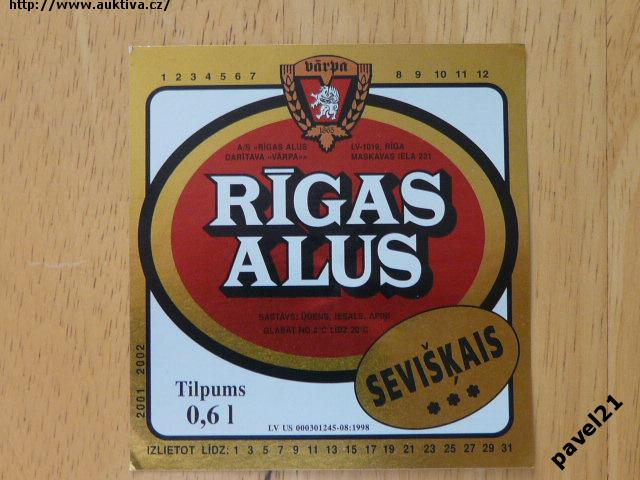 http://www.auktiva.cz/
vārpa
1865
1 2 3 4 5 6 7 8 9 10 11 12
A/S «RĪGAS ALUS LV-1019, RĪGA
DARĪTAVA «VĀRPA»» MASKAVAS IELA 221
RĪGAS
ALUS
SASTĀVS: ŪDENS, IESALS, APIŅI
GLABĀT NO 2°C LĪDZ 20°C
SEVIŠĶAIS
***
2001 2002
Tilpums
0,6 l
LV US 000301245-08:1998
IZLIETOT LĪDZ: 1 3 5 7 9 11 13 15 17 19 21 23 25 27 29 31
pavel21